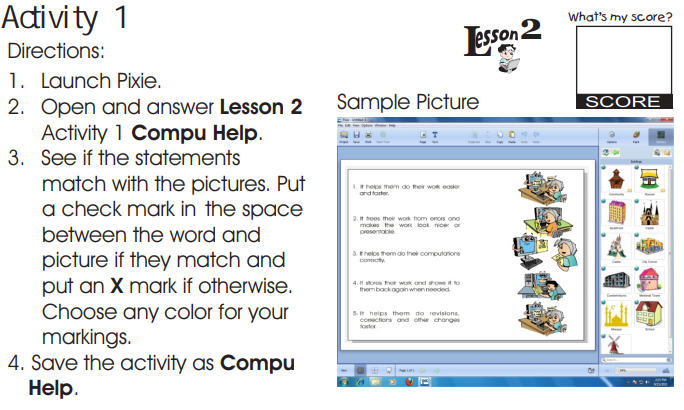 Activity 1
Directions:
1. Launch Pixie.
2. Open and answer Lesson 2
Activity 1 Compu Help.
3. See if the statements
match with the pictures. Put
a check mark in the space
between the word and
picture if they match and
put an X mark if otherwise.
Choose any color for your
markings.
4. Save the activity as Compu
Help.
Lesson 2
What's my score?
SCORE
Sample Picture
1. It helps them do their work easier
and faster.
2. It frees their work from errors and
makes the work look nicer or
presentable.
3. It helps them do their computations
correctly.
4. It stores their work and shows it to
them back again when needed.
5. It helps them do revisions,
corrections and other changes
faster.